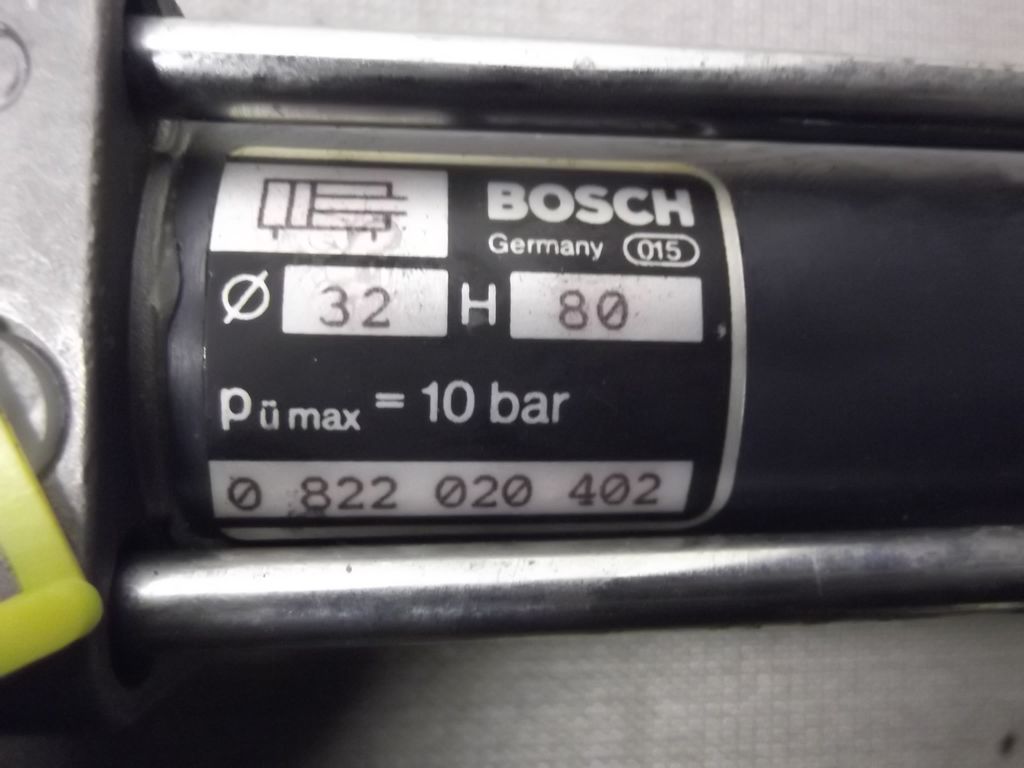 BOSCH
Germany 015
Ø 32 H 80
pü max = 10 bar
0 822 020 402